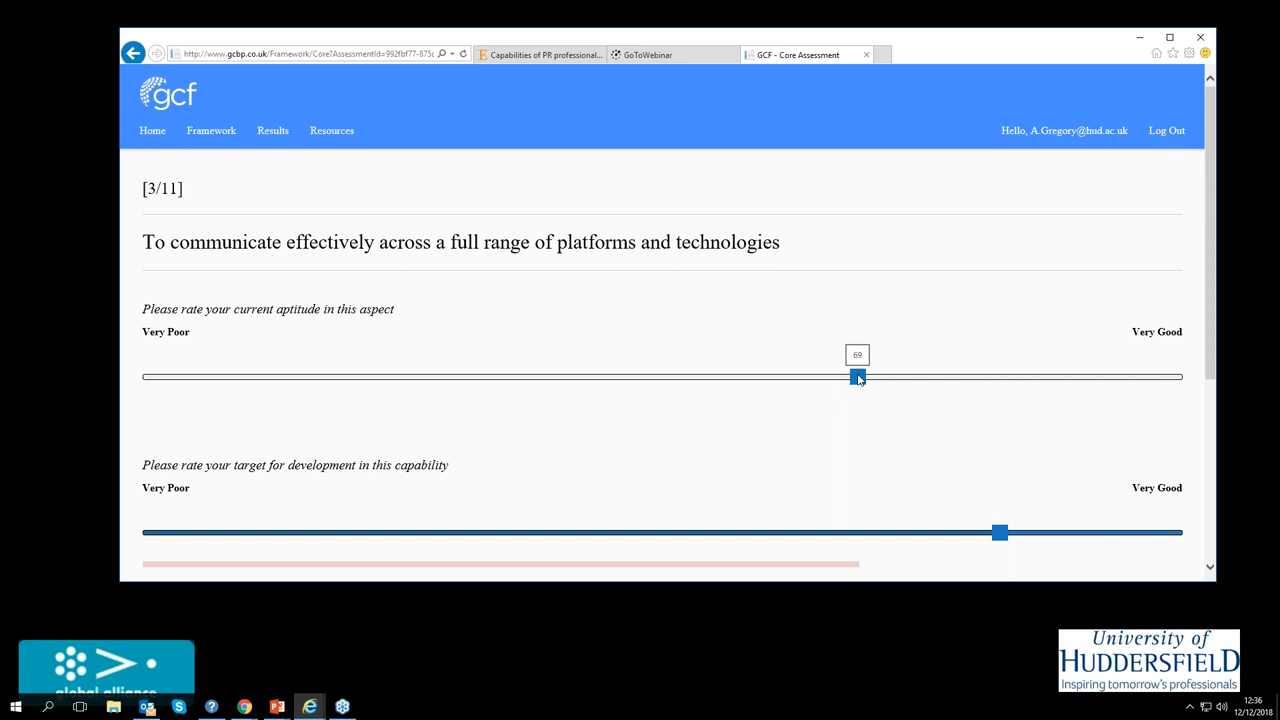 http://www.gcbp.co.uk/Framework/Core?AssessmentId=992fbf77-875c
Capabilities of PR professional...
GoToWebinar
GCF - Core Assessment
gcf
Home
Framework
Results
Resources
Hello, A.Gregory@hud.ac.uk
Log Out
[3/11]
To communicate effectively across a full range of platforms and technologies
Please rate your current aptitude in this aspect
Very Poor
Very Good
69
Please rate your target for development in this capability
Very Poor
Very Good
global alliance
University of
HUDDERSFIELD
Inspiring tomorrow's professionals
12:36
12/12/2018